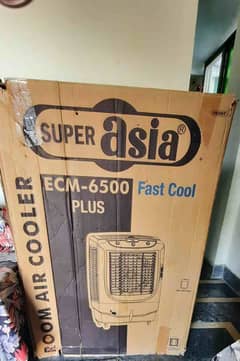 SUPER asia®
ECM-6500 Fast Cool
PLUS
ROOM AIR COOLER